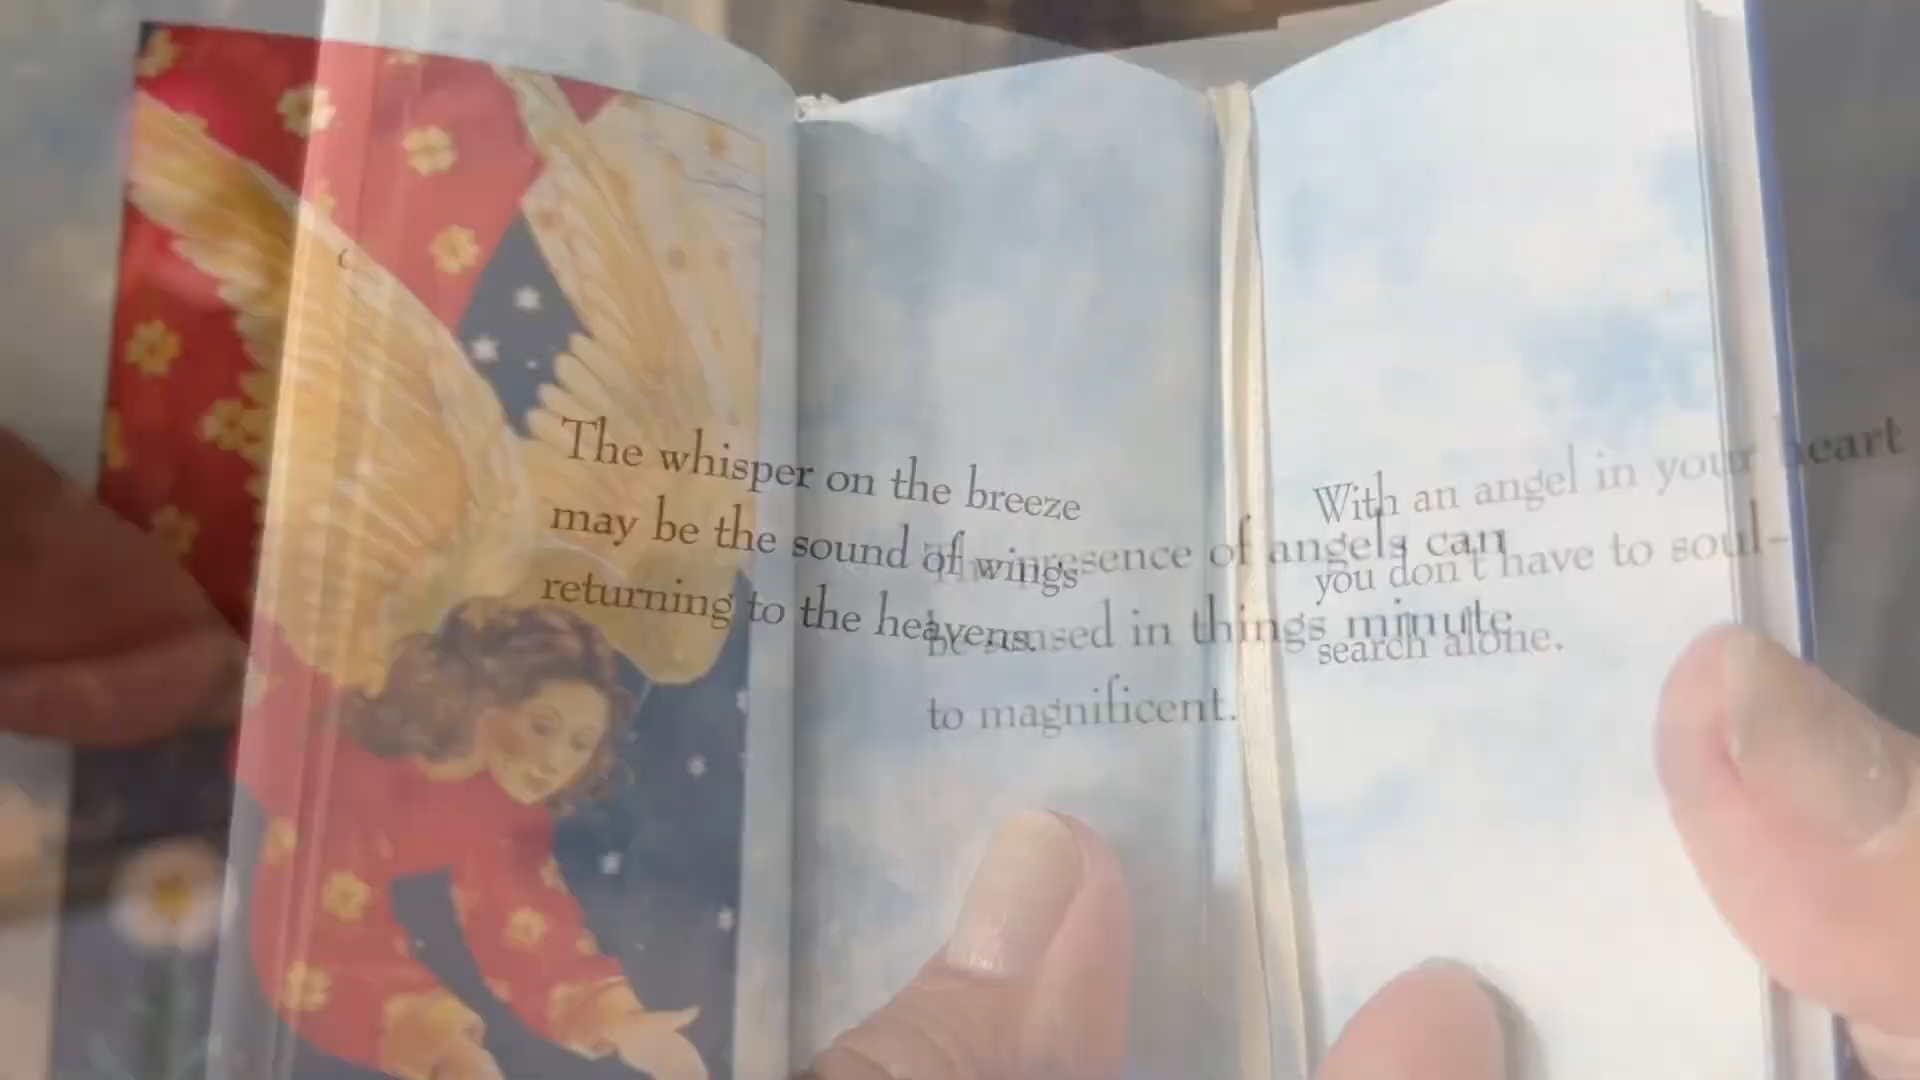 The whisper on the breeze
may be the sound of wings
returning to the heavens.
presence of angels can
be sensed in things minute
to magnificent.
With an angel in your heart
you don't have to soul-
search alone.